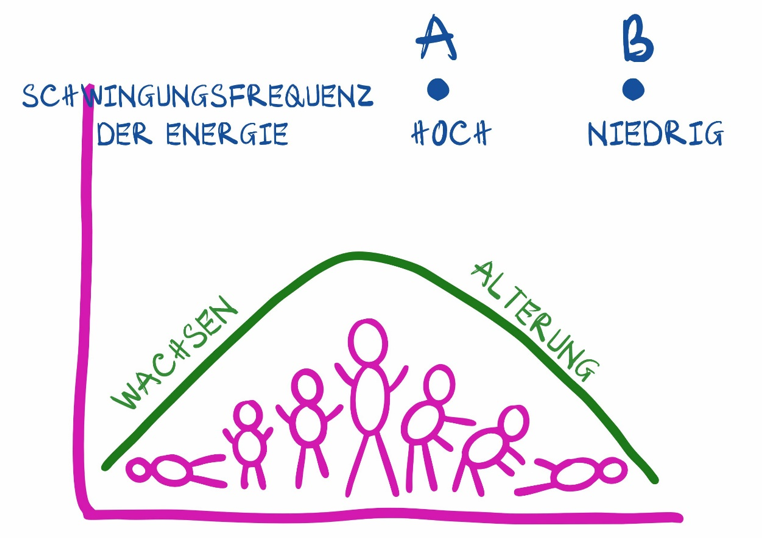 A
B
SCHWINGUNGSFREQUENZ
DER ENERGIE
HOCH
NIEDRIG
WACHSEN
ALTERUNG